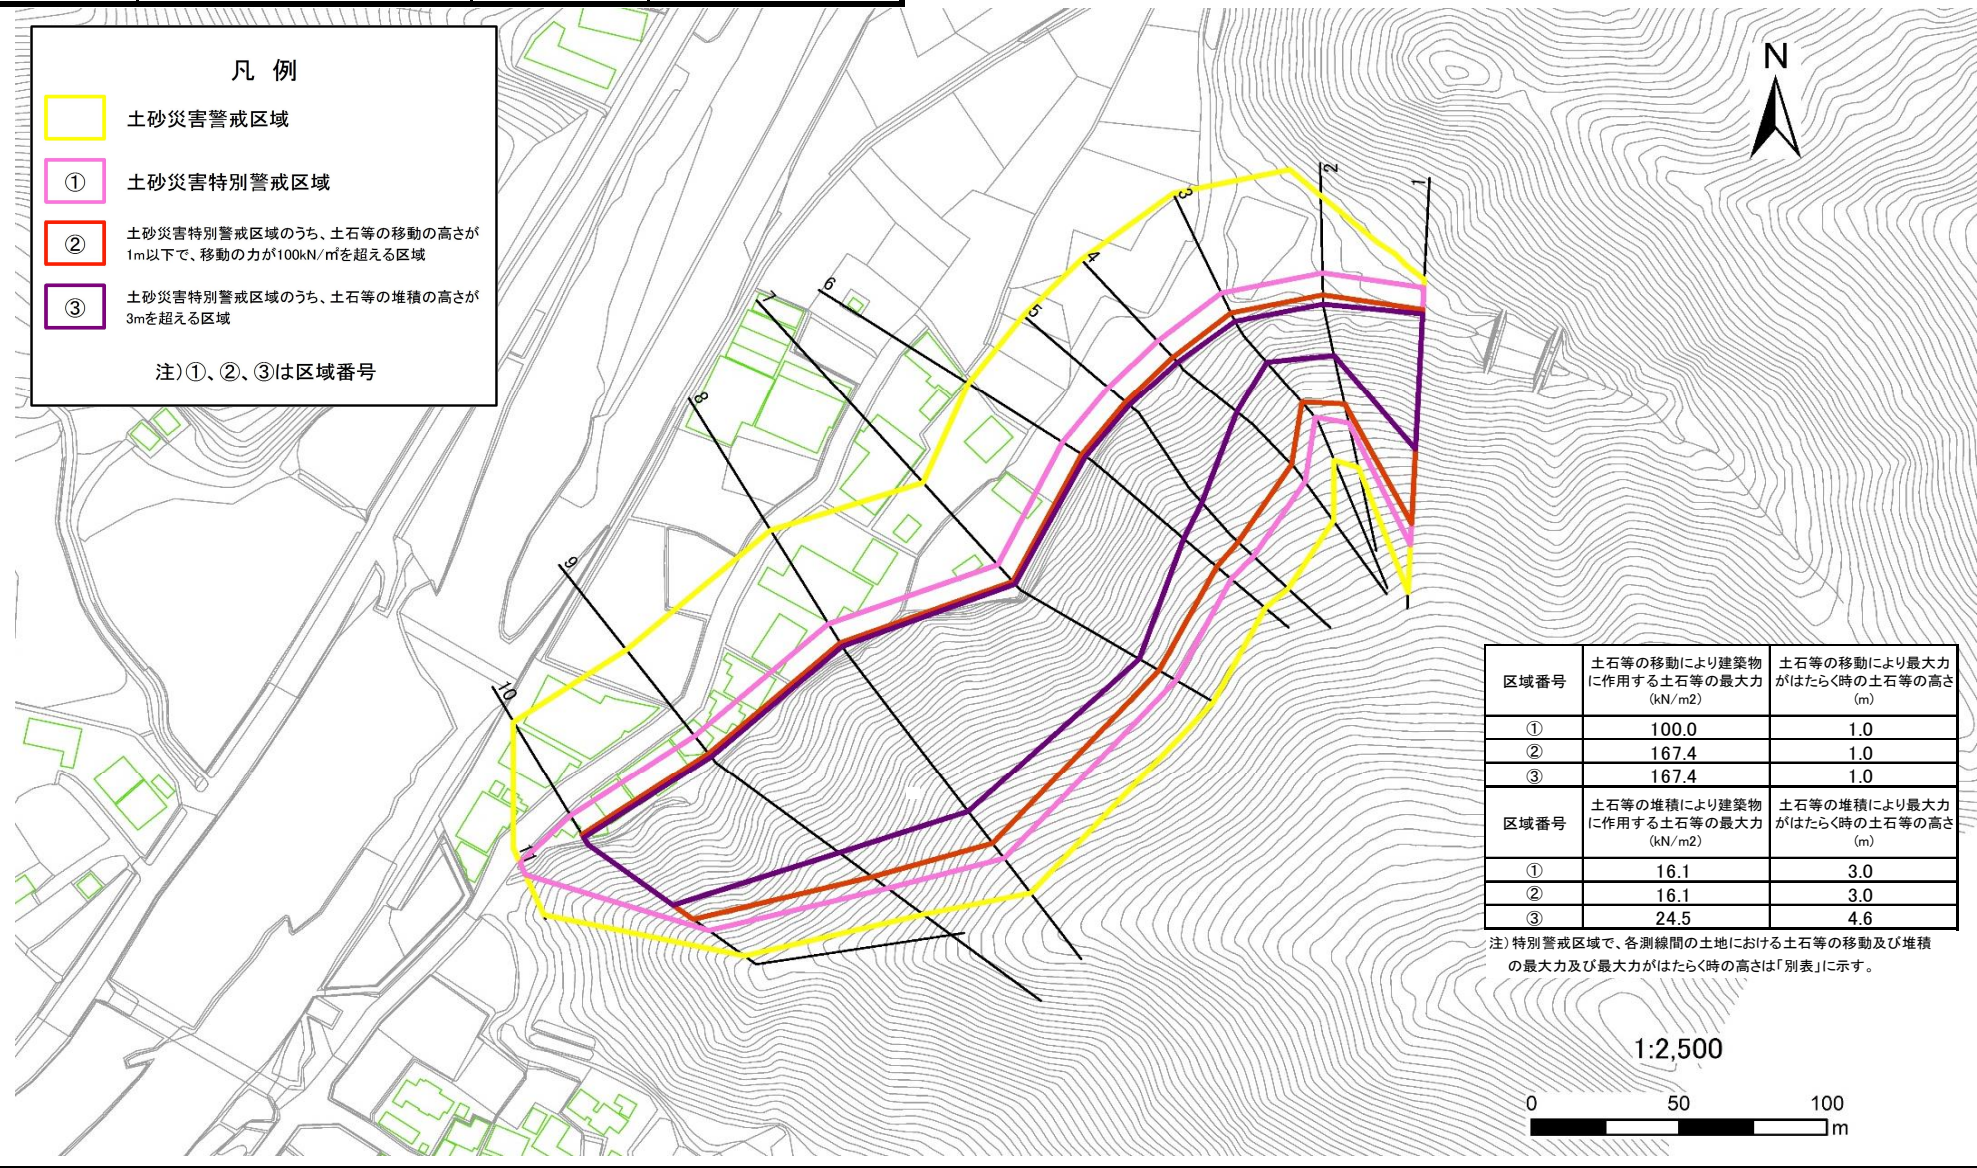 凡 例
土砂災害警戒区域
① 土砂災害特別警戒区域
② 土砂災害特別警戒区域のうち、土石等の移動の高さが
1m以下で、移動の力が100kN/㎡を超える区域
③ 土砂災害特別警戒区域のうち、土石等の堆積の高さが
3mを超える区域
注)①、②、③は区域番号
N
1
2
3
4
5
6
7
8
9
10
11
区域番号 土石等の移動により建築物に作用する土石等の最大力(kN/m2) 土石等の移動により最大力がはたらく時の土石等の高さ(m)
① 100.0 1.0
② 167.4 1.0
③ 167.4 1.0
区域番号 土石等の堆積により建築物に作用する土石等の最大力(kN/m2) 土石等の堆積により最大力がはたらく時の土石等の高さ(m)
① 16.1 3.0
② 16.1 3.0
③ 24.5 4.6
注)特別警戒区域で、各測線間の土地における土石等の移動及び堆積
の最大力及び最大力がはたらく時の高さは「別表」に示す。
1:2,500
0 50 100
m